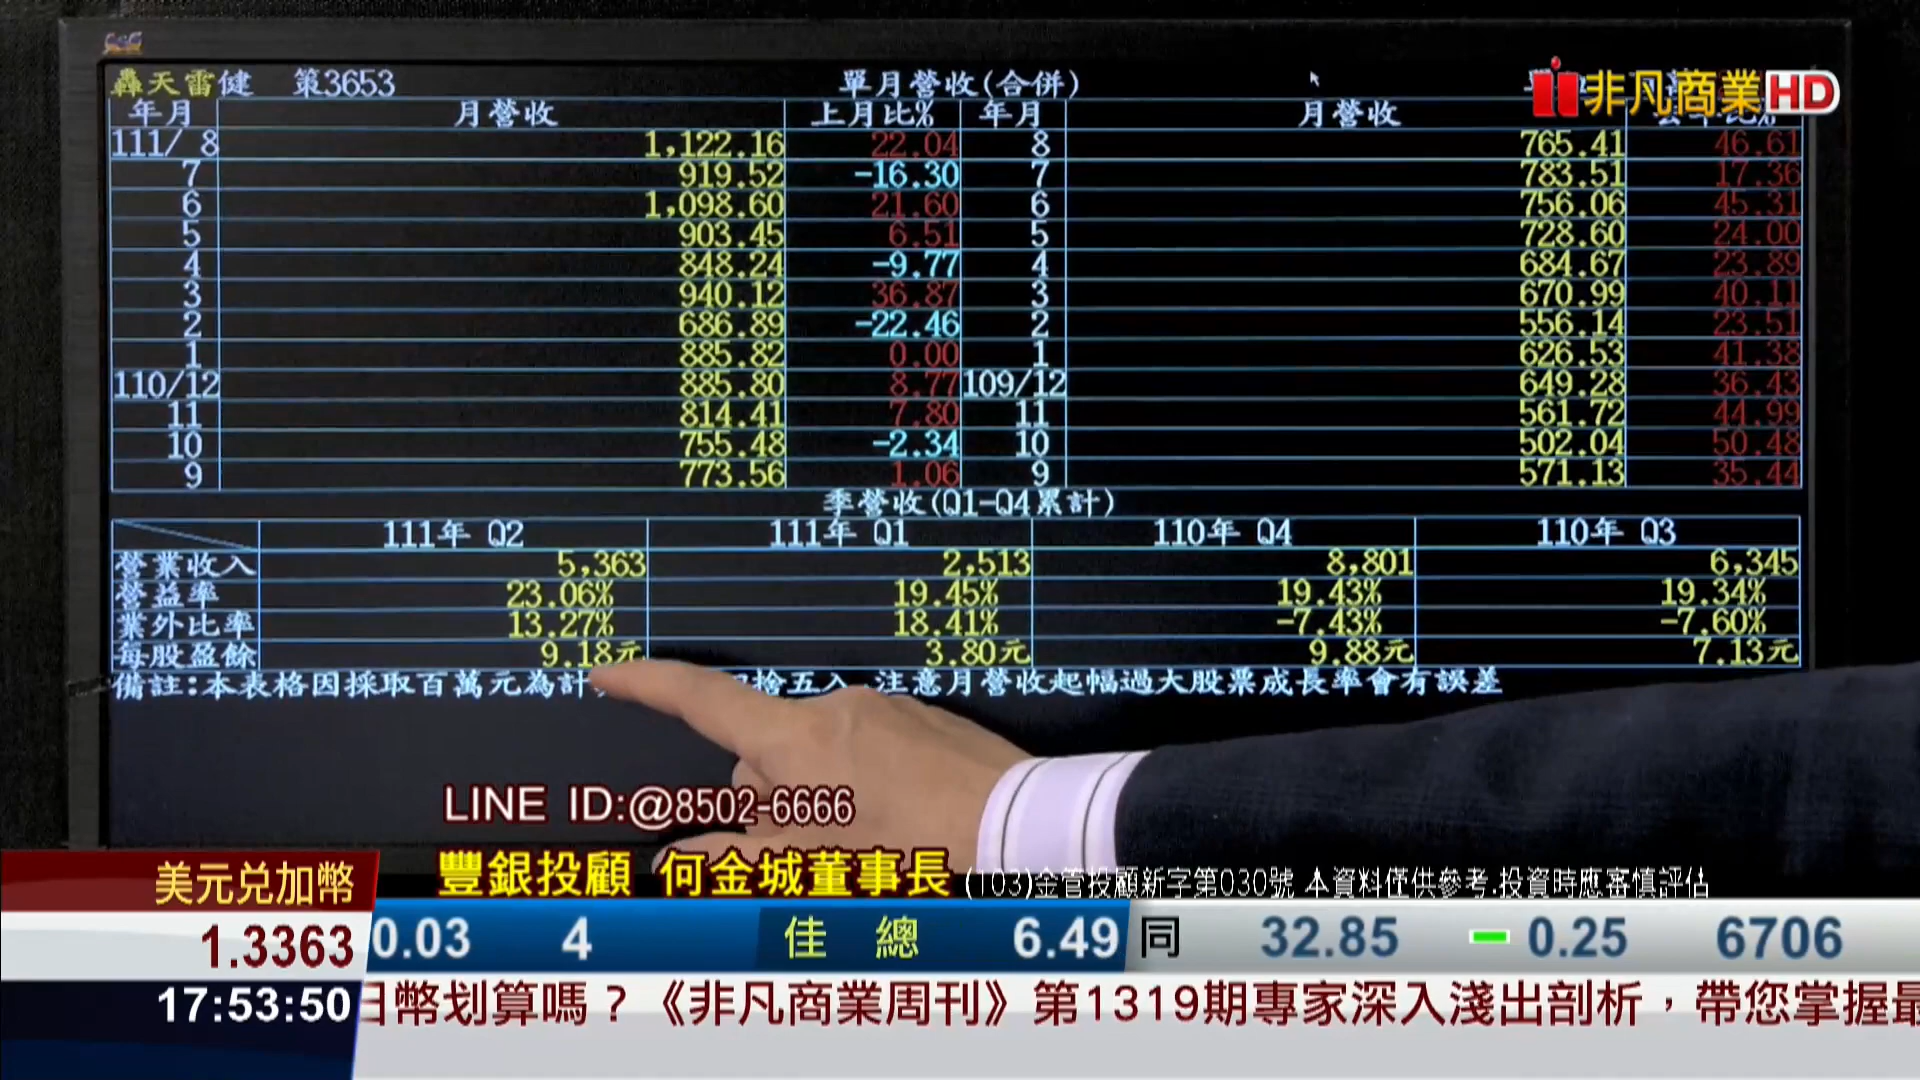 轟天雷健 第3653 單月營收(合併)
非凡商業HD
年月 月營收 上月比% 年月 月營收
111/ 8 1,122.16 22.04 8 765.41 46.61
7 919.52 -16.30 7 783.51 17.36
6 1,098.60 21.60 6 756.06 45.31
5 903.45 6.51 5 728.60 24.00
4 848.24 -9.77 4 684.67 23.89
3 940.12 36.87 3 670.99 40.11
2 686.89 -22.46 2 556.14 23.51
1 885.82 0.00 1 626.53 41.38
110/12 885.80 8.77 109/12 649.28 36.43
11 814.41 7.80 11 561.72 44.99
10 755.48 -2.34 10 502.04 50.48
9 773.56 1.06 9 571.13 35.44
季營收(Q1-Q4累計)
111年 Q2 111年 Q1 110年 Q4 110年 Q3
營業收入 5,363 2,513 8,801 6,345
營益率 23.06% 19.45% 19.43% 19.34%
業外比率 13.27% 18.41% -7.43% -7.60%
每股盈餘 9.18元 3.80元 9.88元 7.13元
備註:本表格因採取百萬元為計 捨五入 注意月營收起幅過大股票成長率會有誤差
LINE ID:@8502-6666
豐銀投顧 何金城董事長 (103)金管投顧新字第030號 本資料僅供參考.投資時應審慎評估
美元兌加幣
1.3363
0.03 4 佳 總 6.49 同 32.85 0.25 6706
17:53:50
日幣划算嗎？《非凡商業周刊》第1319期專家深入淺出剖析，帶您掌握最